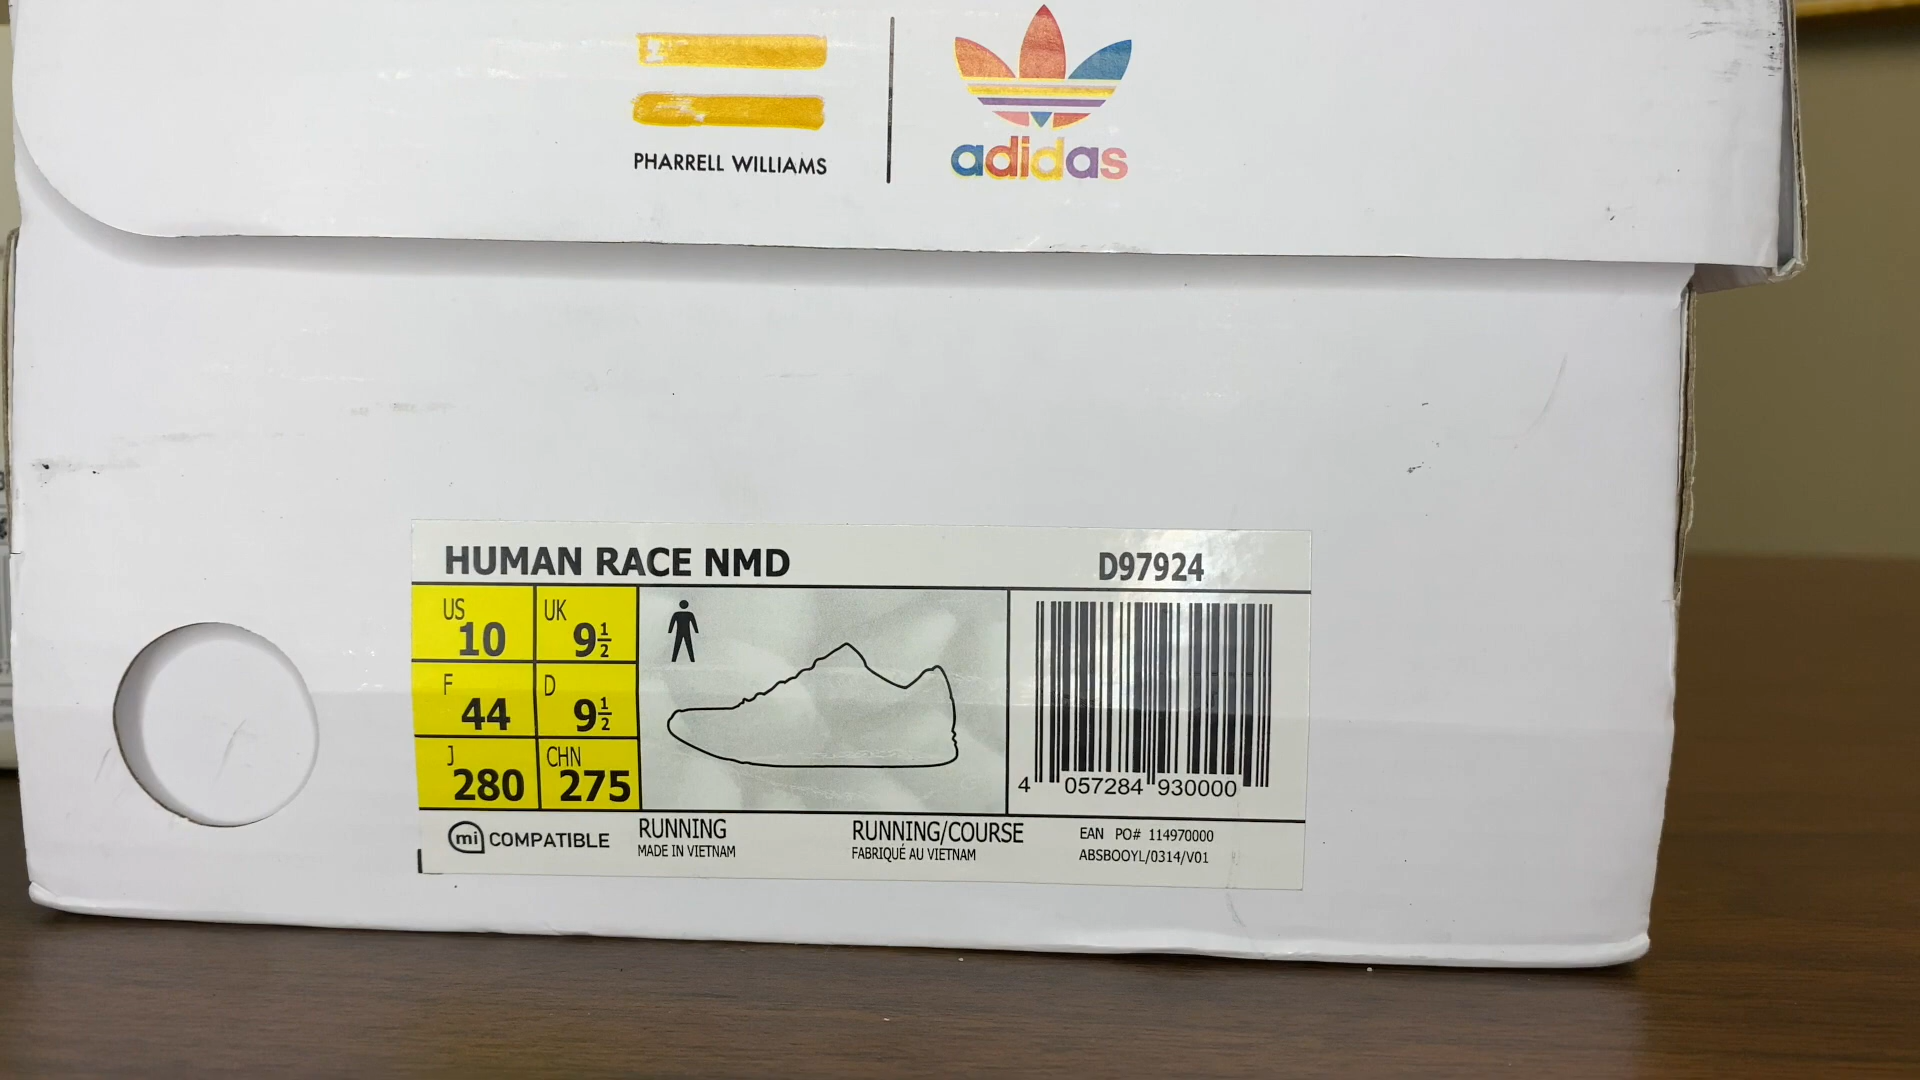 PHARRELL WILLIAMS
adidas
HUMAN RACE NMD
D97924
US 10
UK 9½
F 44
D 9½
J 280
CHN 275
4 057284 930000
mi COMPATIBLE
RUNNING
MADE IN VIETNAM
RUNNING/COURSE
FABRIQUÉ AU VIETNAM
EAN PO# 114970000
ABSBOOYL/0314/V01